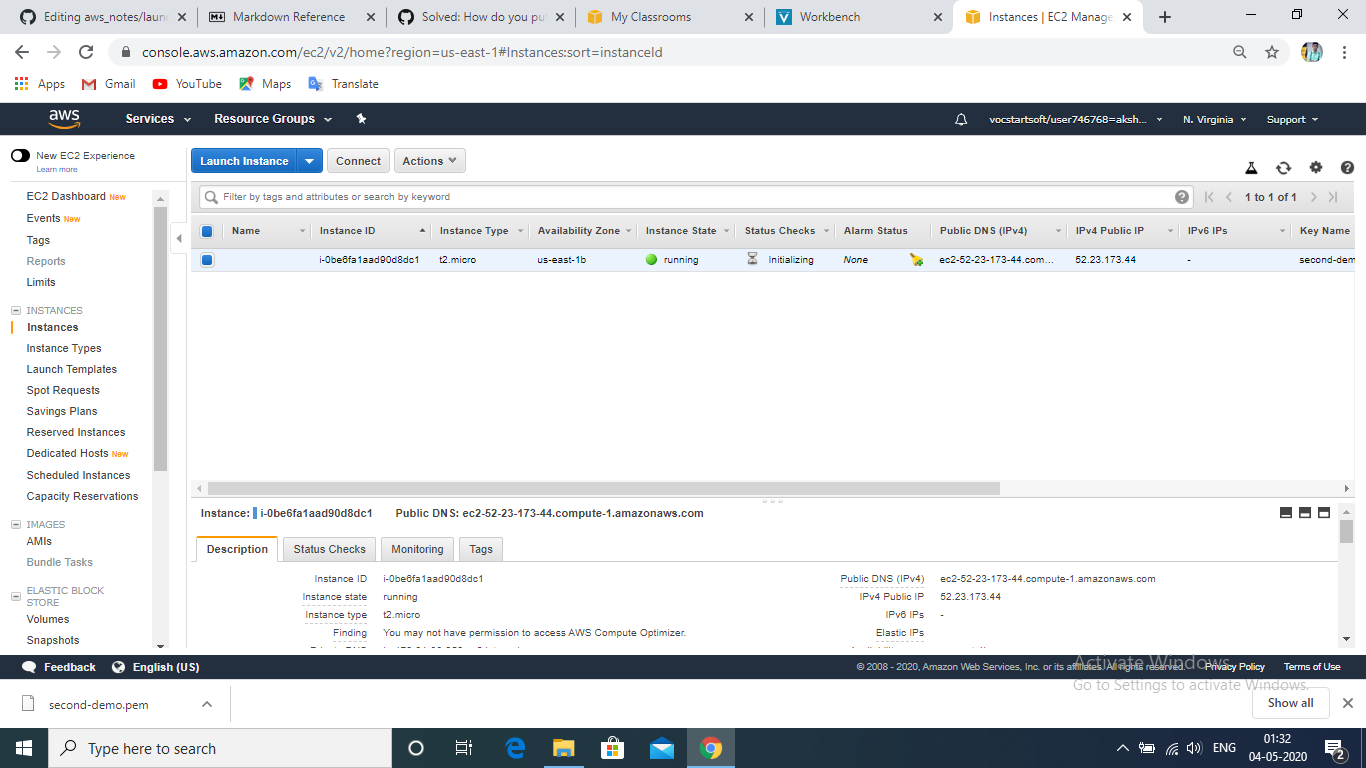 Editing aws_notes/laun
Markdown Reference
Solved: How do you pu
My Classrooms
Workbench
Instances | EC2 Manage
console.aws.amazon.com/ec2/v2/home?region=us-east-1#Instances:sort=instanceId
Apps
Gmail
YouTube
Maps
Translate
aws
Services
Resource Groups
vocstartsoft/user746768=aksh...
N. Virginia
Support
New EC2 Experience
Learn more
EC2 Dashboard New
Events New
Tags
Reports
Limits
INSTANCES
Instances
Instance Types
Launch Templates
Spot Requests
Savings Plans
Reserved Instances
Dedicated Hosts New
Scheduled Instances
Capacity Reservations
IMAGES
AMIs
Bundle Tasks
ELASTIC BLOCK
STORE
Volumes
Snapshots
Launch Instance
Connect
Actions
Filter by tags and attributes or search by keyword
1 to 1 of 1
Name Instance ID Instance Type Availability Zone Instance State Status Checks Alarm Status Public DNS (IPv4) IPv4 Public IP IPv6 IPs Key Name
i-0be6fa1aad90d8dc1 t2.micro us-east-1b running Initializing None ec2-52-23-173-44.com... 52.23.173.44 - second-dem
Instance: i-0be6fa1aad90d8dc1 Public DNS: ec2-52-23-173-44.compute-1.amazonaws.com
Description
Status Checks
Monitoring
Tags
Instance ID i-0be6fa1aad90d8dc1
Instance state running
Instance type t2.micro
Finding You may not have permission to access AWS Compute Optimizer.
Public DNS (IPv4) ec2-52-23-173-44.compute-1.amazonaws.com
IPv4 Public IP 52.23.173.44
IPv6 IPs -
Elastic IPs
Feedback
English (US)
© 2008 - 2020, Amazon Web Services, Inc. or its affiliates. All rights reserved.
Privacy Policy
Terms of Use
Activate Windows
Go to Settings to activate Windows.
second-demo.pem
Show all
Type here to search
ENG
01:32
04-05-2020
2